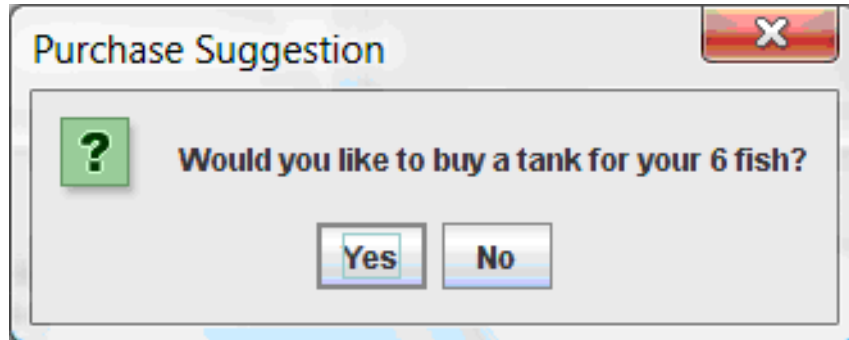 Purchase Suggestion
? Would you like to buy a tank for your 6 fish?
Yes No